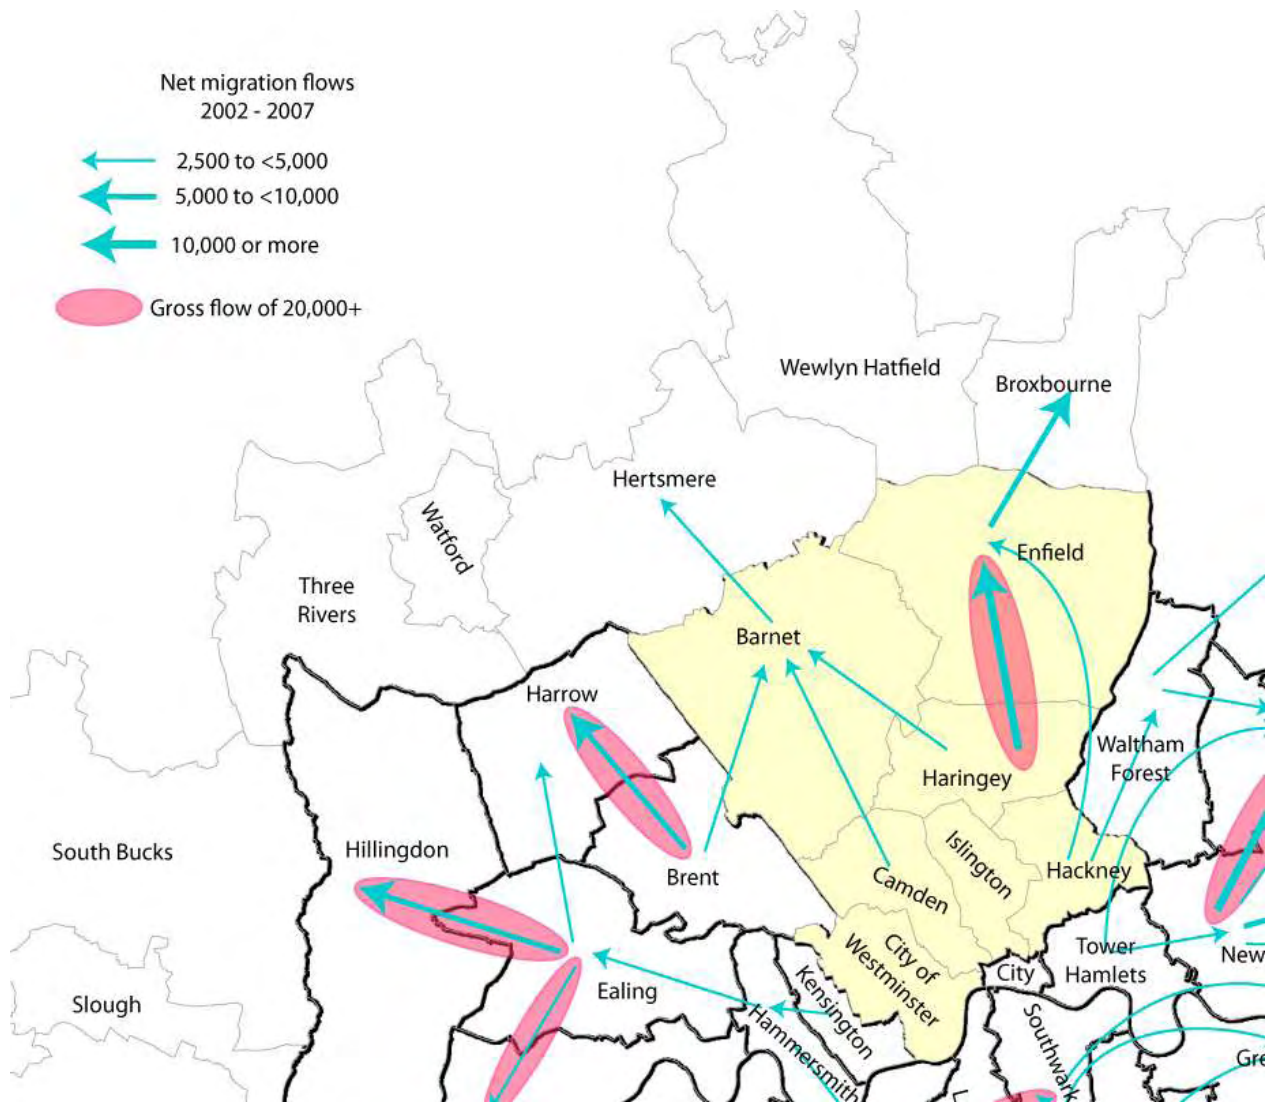 Net migration flows
2002 - 2007
2,500 to <5,000
5,000 to <10,000
10,000 or more
Gross flow of 20,000+
Wewlyn Hatfield
Broxbourne
Hertsmere
Watford
Enfield
Three
Rivers
Barnet
Harrow
Waltham
Forest
Haringey
South Bucks
Hillingdon
Brent
Camden
Islington
Hackney
City of
Westminster
Tower
Hamlets
City
New
Ealing
Kensington
Slough
Hammersmith
Southwark
Gre
L